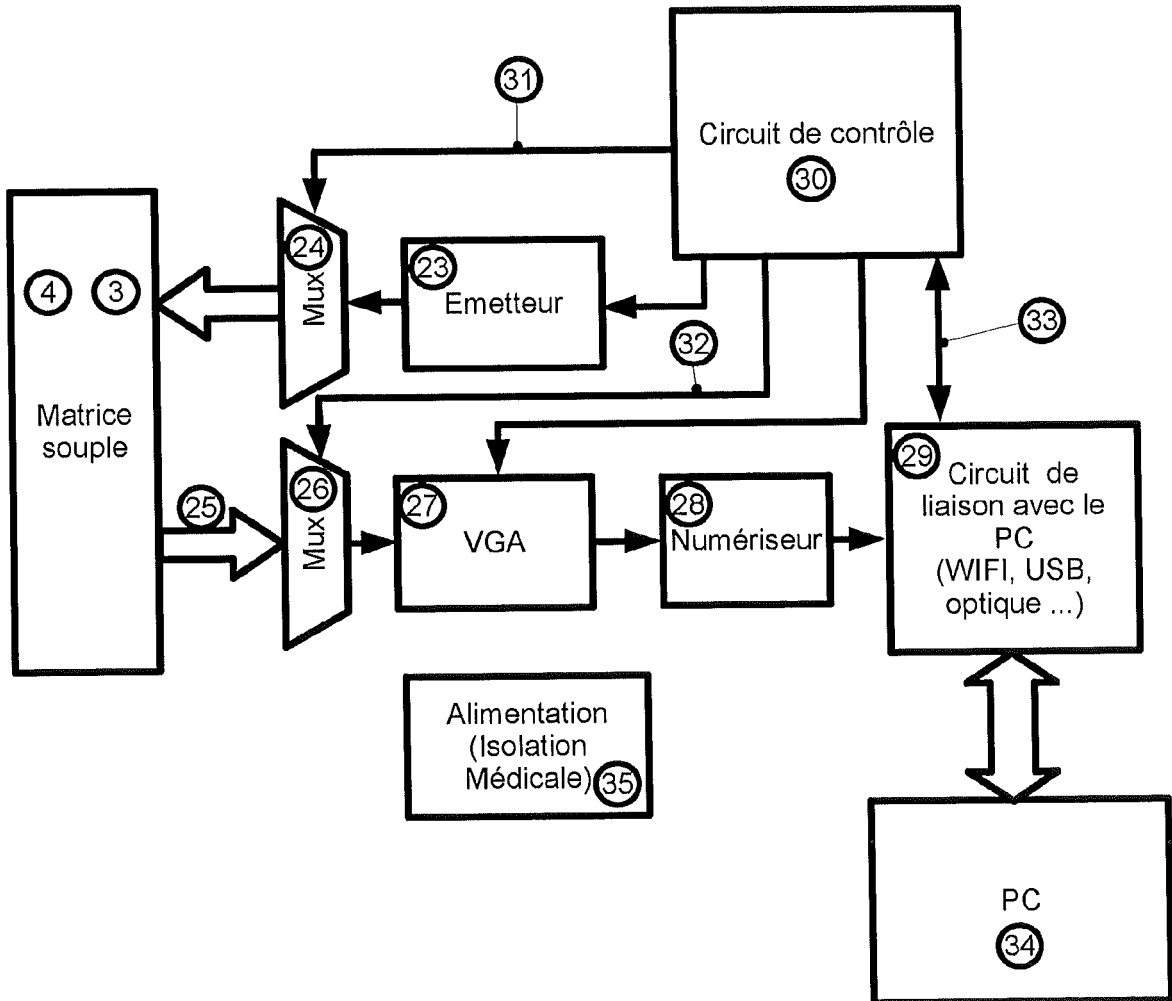 31
Circuit de contrôle
30
24
Mux
23
Emetteur
4
3
32
33
Matrice
souple
25
26
Mux
27
VGA
28
Numériseur
29
Circuit de
liaison avec le
PC
(WIFI, USB,
optique ...)
Alimentation
(Isolation
Médicale)
35
PC
34